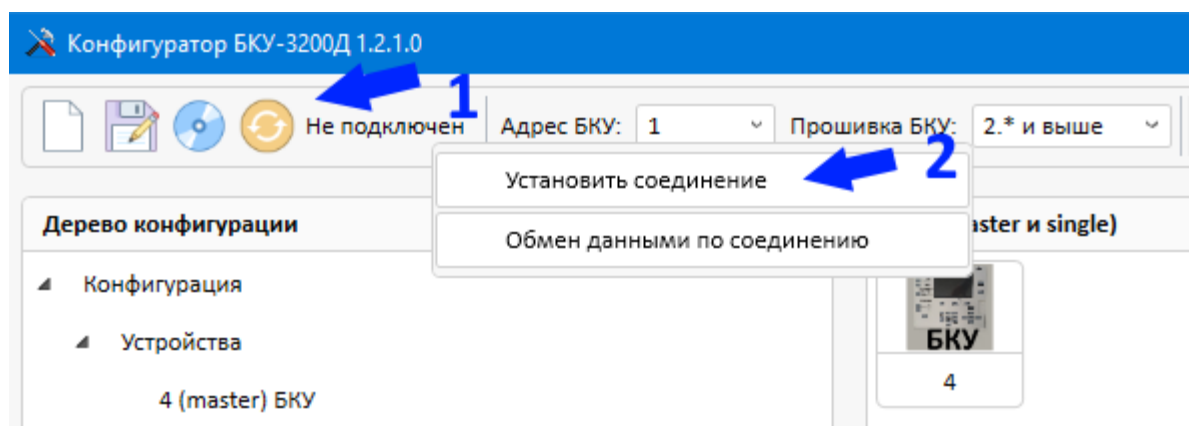 Конфигуратор БКУ-3200Д 1.2.1.0
1
Не подключен Адрес БКУ: 1 Прошивка БКУ: 2.* и выше
2
Установить соединение
Обмен данными по соединению
Дерево конфигурации
и single)
Конфигурация
Устройства
БКУ
4
4 (master) БКУ